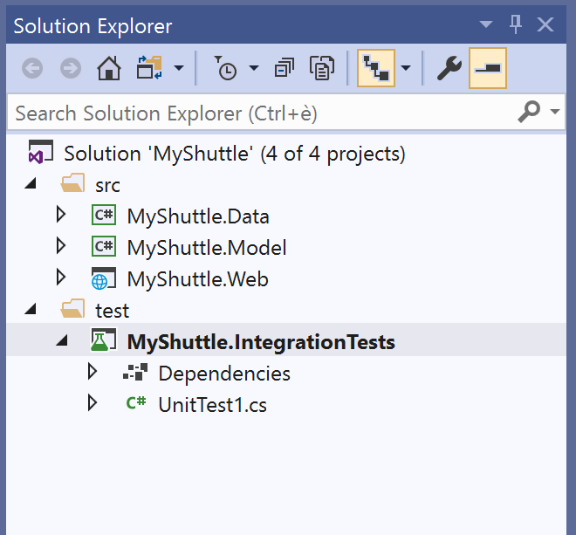 Solution Explorer
Search Solution Explorer (Ctrl+è)
Solution 'MyShuttle' (4 of 4 projects)
src
C# MyShuttle.Data
C# MyShuttle.Model
MyShuttle.Web
test
MyShuttle.IntegrationTests
Dependencies
C# UnitTest1.cs